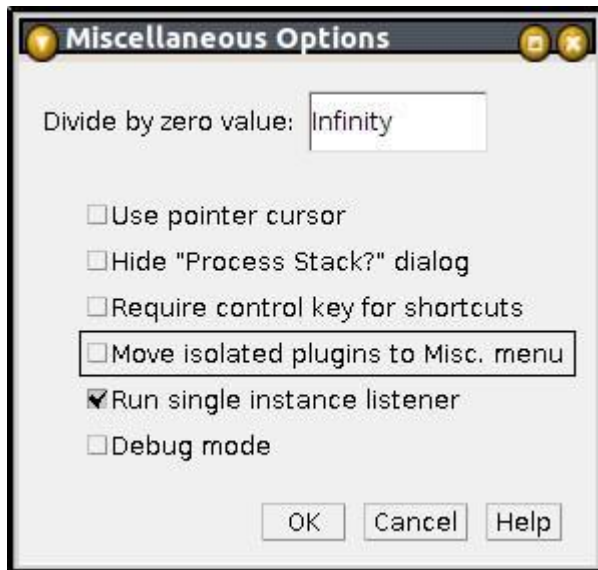 Miscellaneous Options
Divide by zero value: Infinity
Use pointer cursor
Hide "Process Stack?" dialog
Require control key for shortcuts
Move isolated plugins to Misc. menu
Run single instance listener
Debug mode
OK Cancel Help